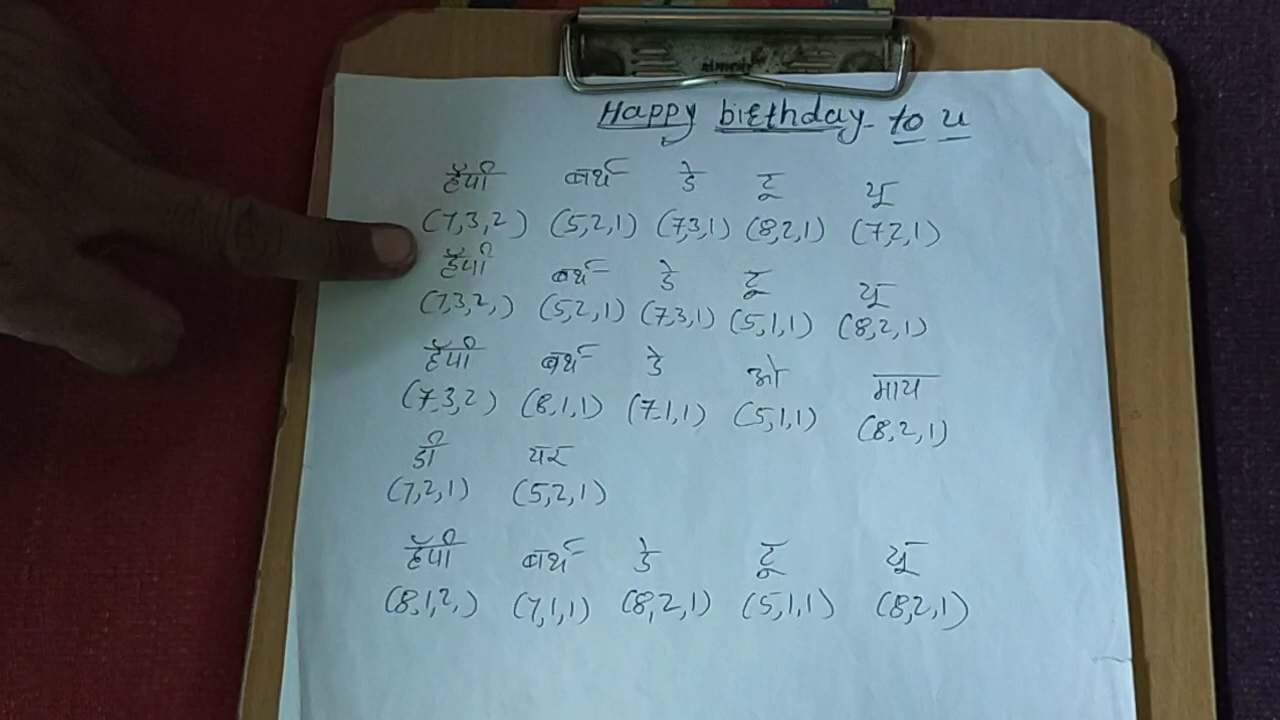 Happy birthday to u
हॅपी बर्थ डे टू यू
(7,3,2) (5,2,1) (7,3,1) (8,2,1) (7,2,1)
हॅपी बर्थ डे टू यू
(7,3,2,) (5,2,1) (7,3,1) (5,1,1) (8,2,1)
हॅपी बर्थ डे ओ माय
(7,3,2) (8,1,1) (7,1,1) (5,1,1) (8,2,1)
डी यर
(7,2,1) (5,2,1)
हॅपी बर्थ डे टू यू
(8,1,2,) (7,1,1) (8,2,1) (5,1,1) (8,2,1)